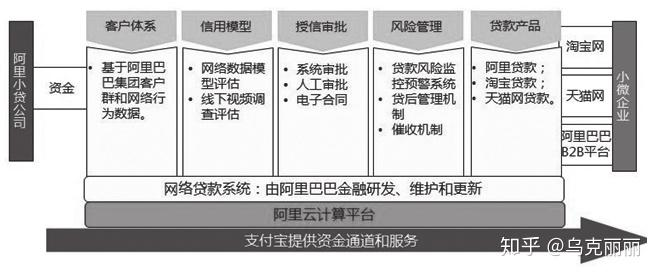 阿里小贷公司
资金
客户体系
• 基于阿里巴
巴集团客户
群和网络行
为数据。
信用模型
• 网络数据模
型评估
• 线下视频调
查评估
授信审批
• 系统审批
• 人工审批
• 电子合同
风险管理
• 贷款风险监
控预警系统
• 贷后管理机
制
• 催收机制
贷款产品
• 阿里贷款；
• 淘宝贷款；
• 天猫网贷款。
淘宝网
天猫网
阿里巴巴
B2B平台
小微企业
网络贷款系统：由阿里巴巴金融研发、维护和更新
阿里云计算平台
支付宝提供资金通道和服务
知乎 @乌克丽丽